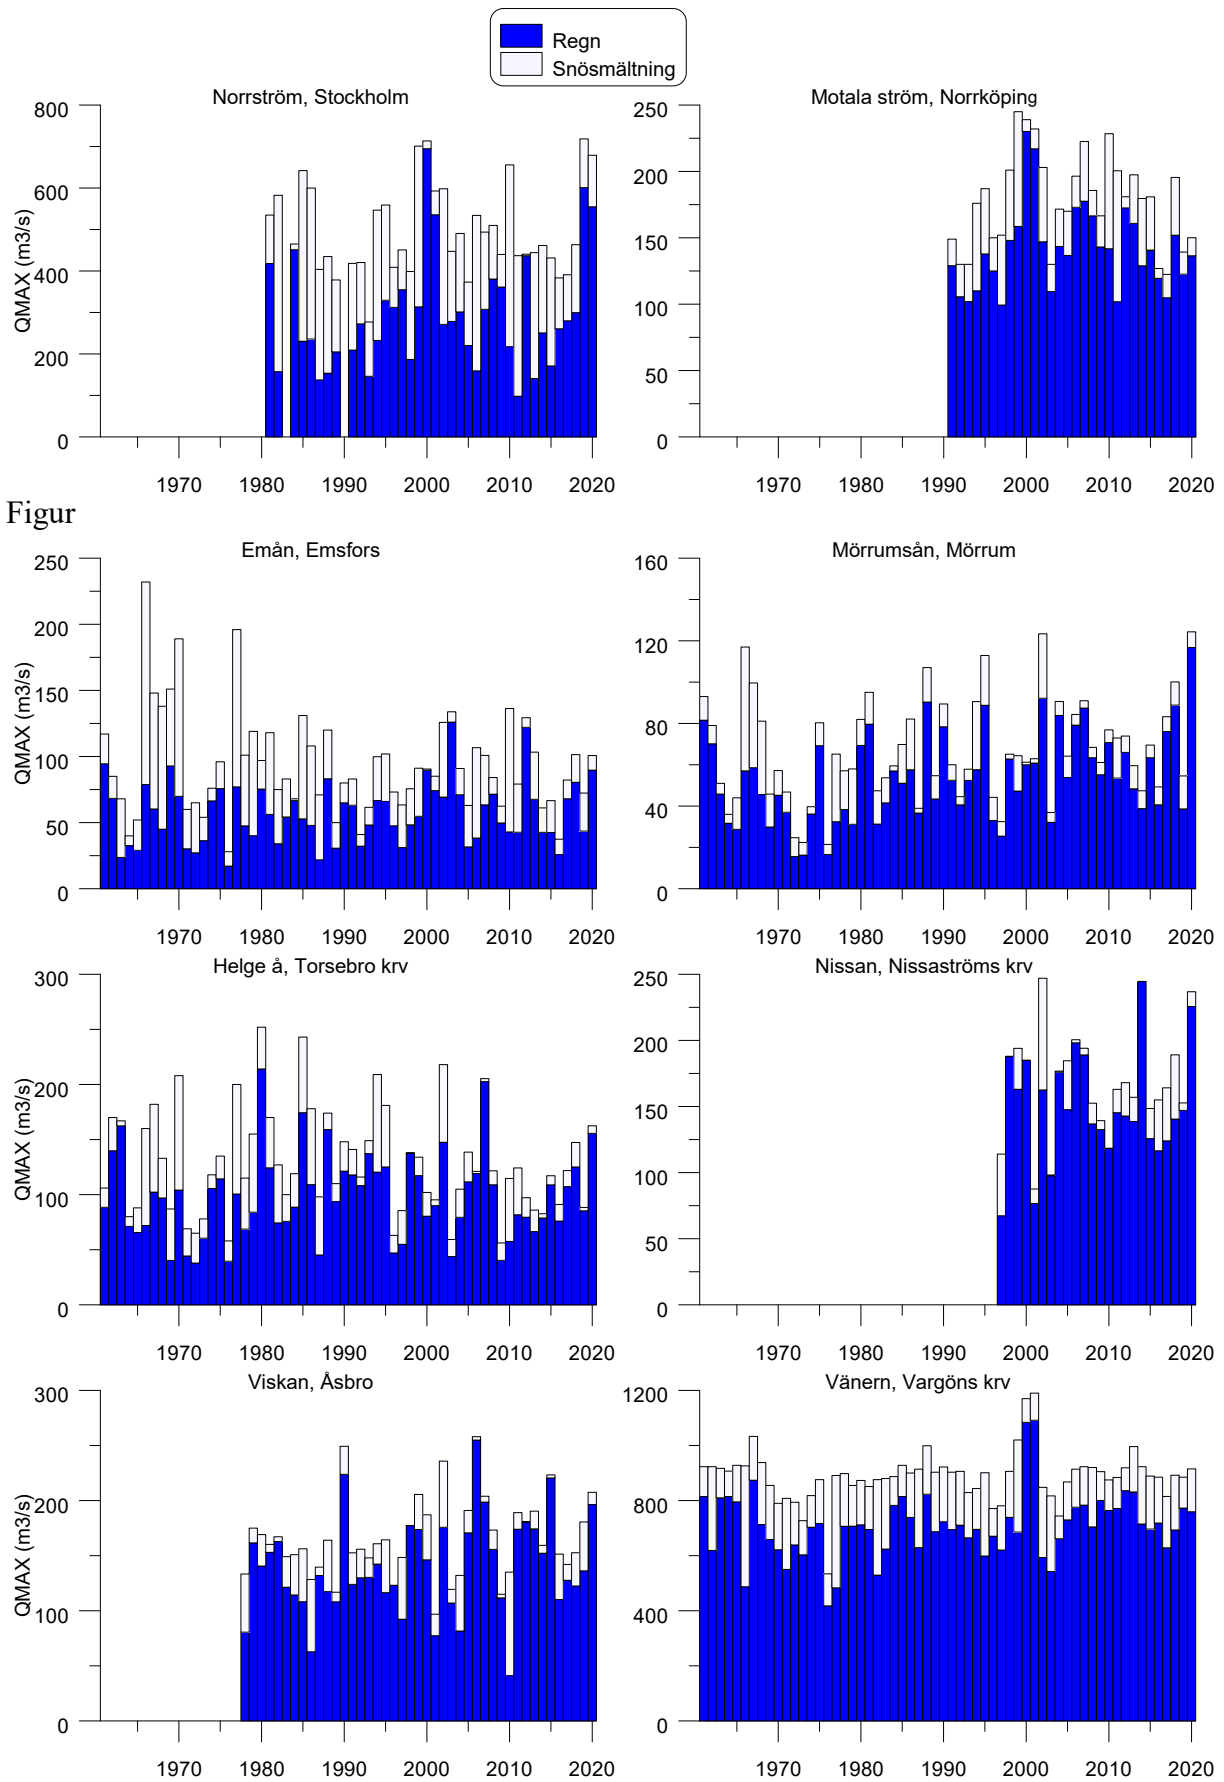 Regn
Snösmältning
Norrström, Stockholm
QMAX (m3/s)
800
600
400
200
0
1970 1980 1990 2000 2010 2020
Motala ström, Norrköping
250
200
150
100
50
0
1970 1980 1990 2000 2010 2020
Figur
Emån, Emsfors
QMAX (m3/s)
250
200
150
100
50
0
1970 1980 1990 2000 2010 2020
Mörrumsån, Mörrum
160
120
80
40
0
1970 1980 1990 2000 2010 2020
Helge å, Torsebro krv
QMAX (m3/s)
300
200
100
0
1970 1980 1990 2000 2010 2020
Nissan, Nissaströms krv
250
200
150
100
50
0
1970 1980 1990 2000 2010 2020
Viskan, Åsbro
QMAX (m3/s)
300
200
100
0
1970 1980 1990 2000 2010 2020
Vänern, Vargöns krv
1200
800
400
0
1970 1980 1990 2000 2010 2020